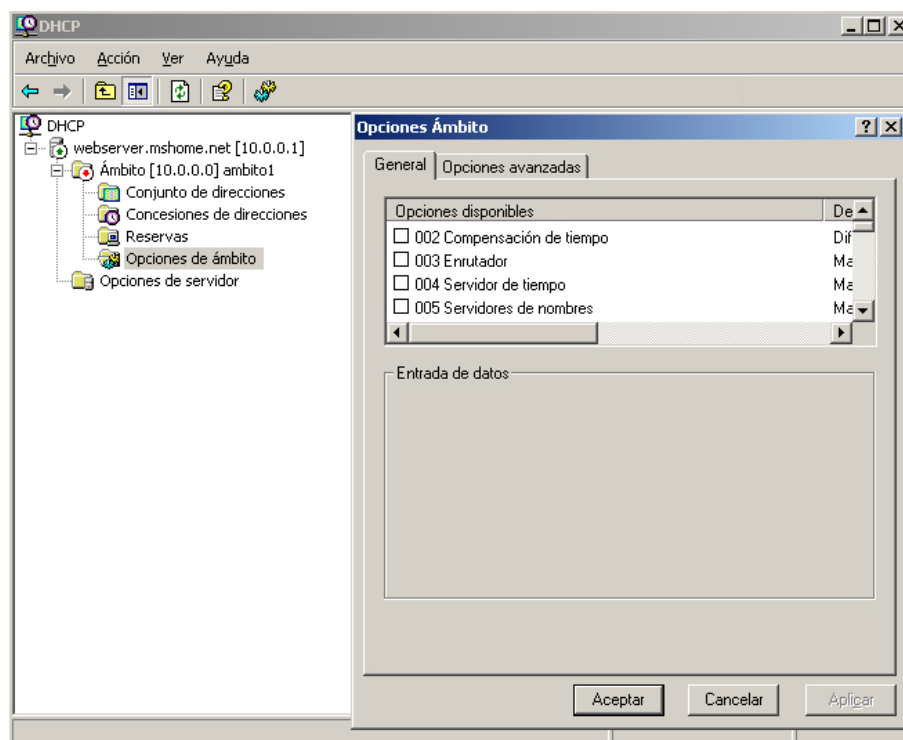 DHCP
Archivo Acción Ver Ayuda
DHCP
webserver.mshome.net [10.0.0.1]
Ámbito [10.0.0.0] ambito1
Conjunto de direcciones
Concesiones de direcciones
Reservas
Opciones de ámbito
Opciones de servidor
Opciones Ámbito
General Opciones avanzadas
Opciones disponibles De
002 Compensación de tiempo Dif
003 Enrutador Ma
004 Servidor de tiempo Ma
005 Servidores de nombres Ma
Entrada de datos
Aceptar Cancelar Aplicar